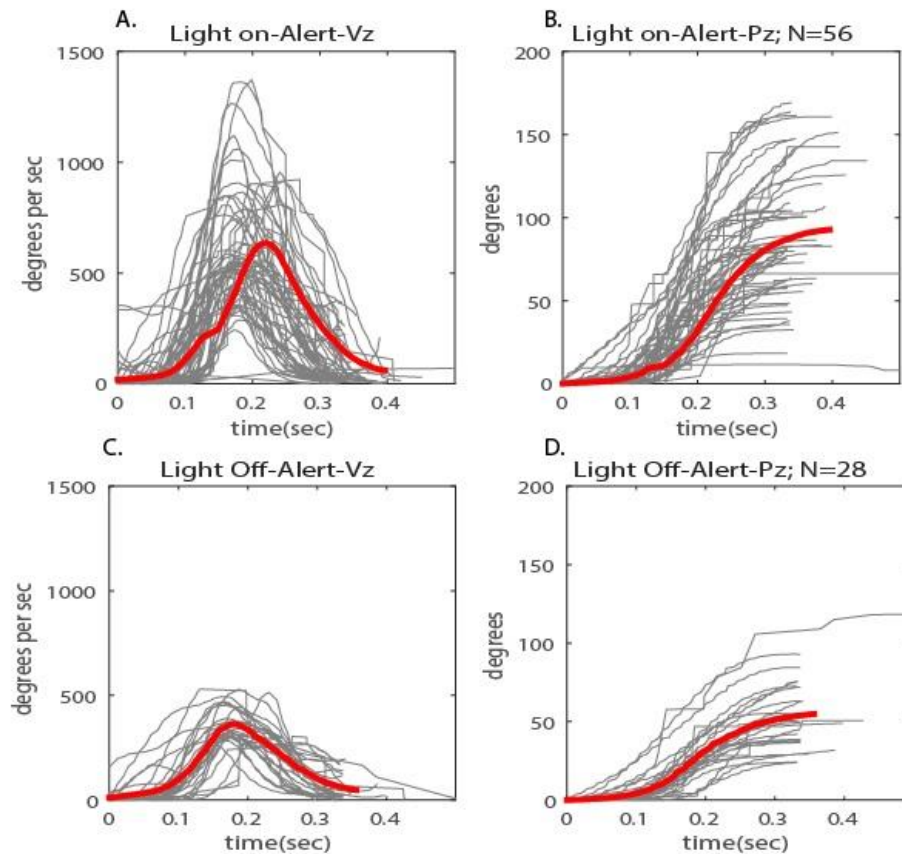 A.
Light on-Alert-Vz
1500
1000
500
0
degrees per sec
0 0.1 0.2 0.3 0.4
time(sec)
B.
Light on-Alert-Pz; N=56
200
150
100
50
0
degrees
0 0.1 0.2 0.3 0.4
time(sec)
C.
Light Off-Alert-Vz
1500
1000
500
0
degrees per sec
0 0.1 0.2 0.3 0.4
time(sec)
D.
Light Off-Alert-Pz; N=28
200
150
100
50
0
degrees
0 0.1 0.2 0.3 0.4
time(sec)